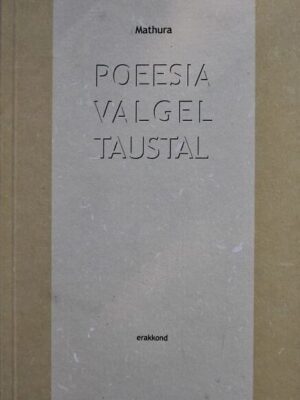 Mathura
POEESIA
VALGEL
TAUSTAL
erakkond